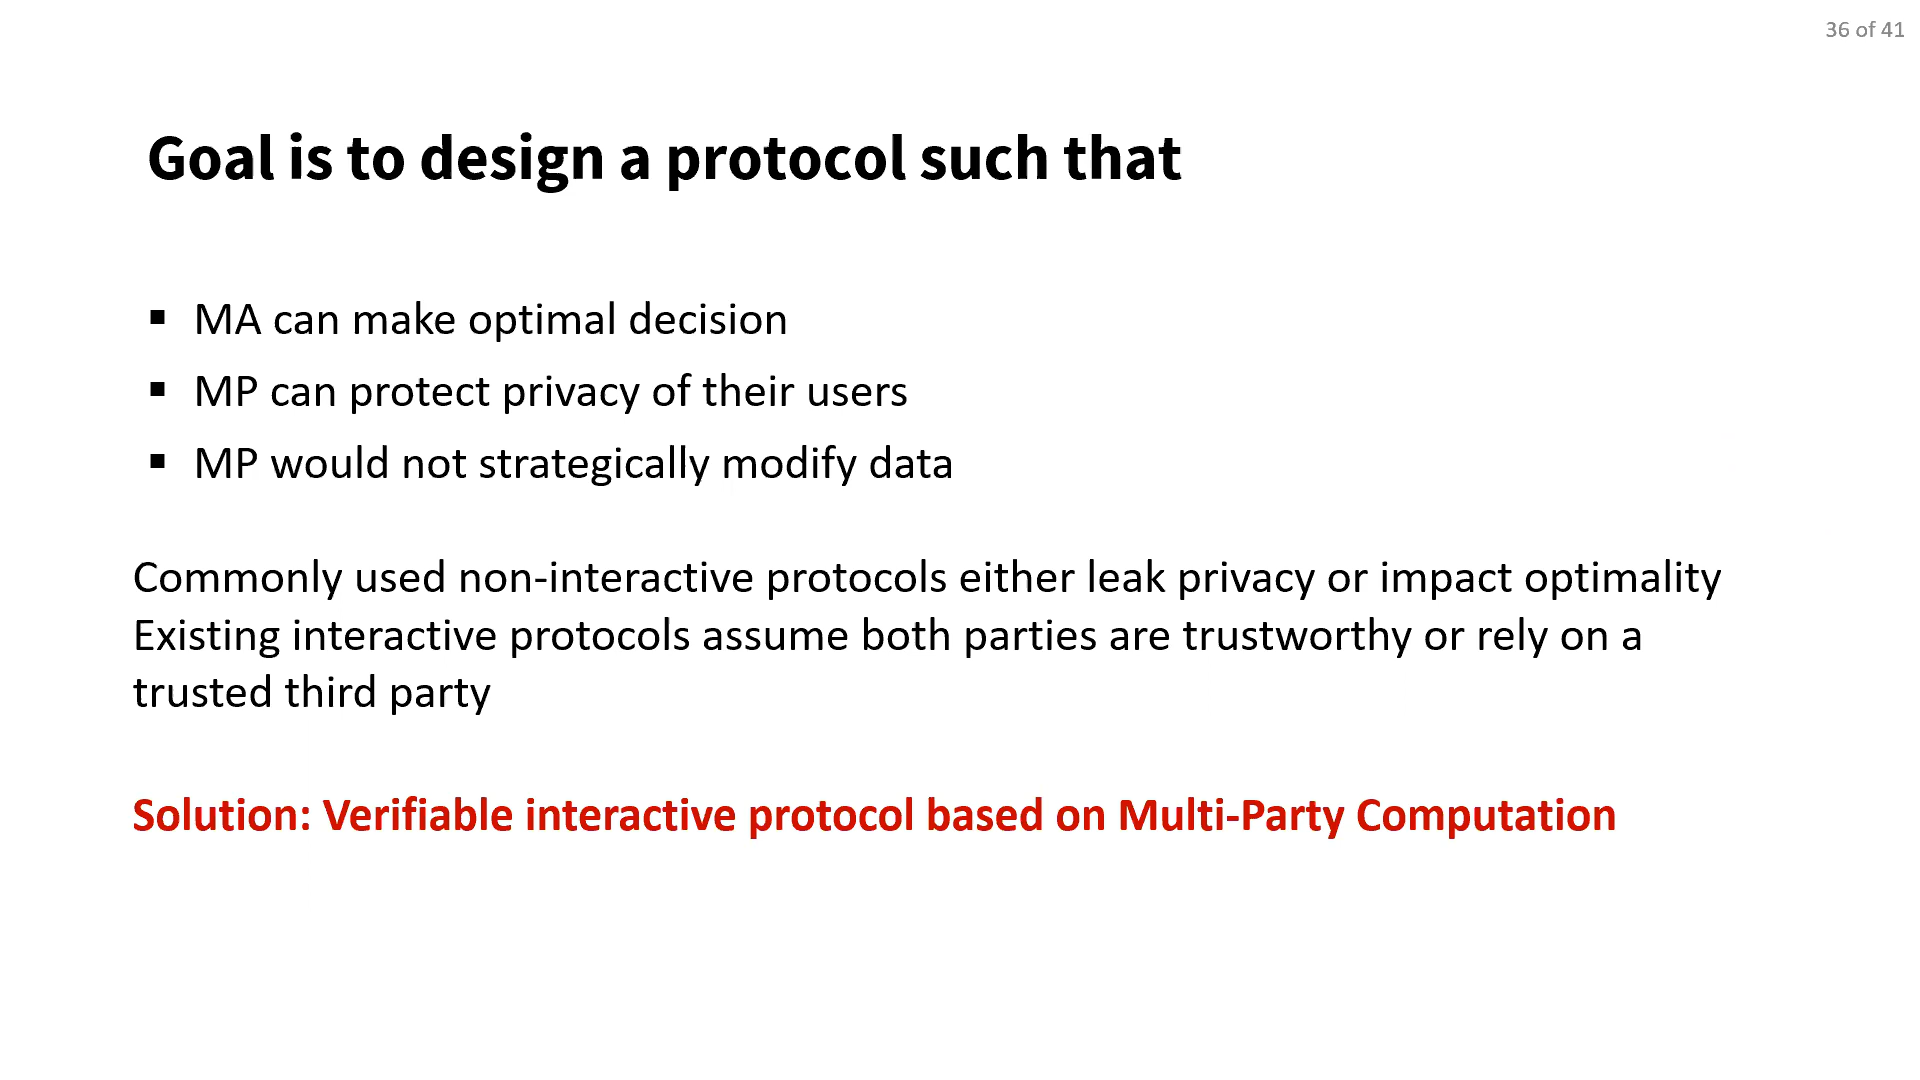 36 of 41
Goal is to design a protocol such that
▪ MA can make optimal decision
▪ MP can protect privacy of their users
▪ MP would not strategically modify data
Commonly used non-interactive protocols either leak privacy or impact optimality
Existing interactive protocols assume both parties are trustworthy or rely on a
trusted third party
Solution: Verifiable interactive protocol based on Multi-Party Computation